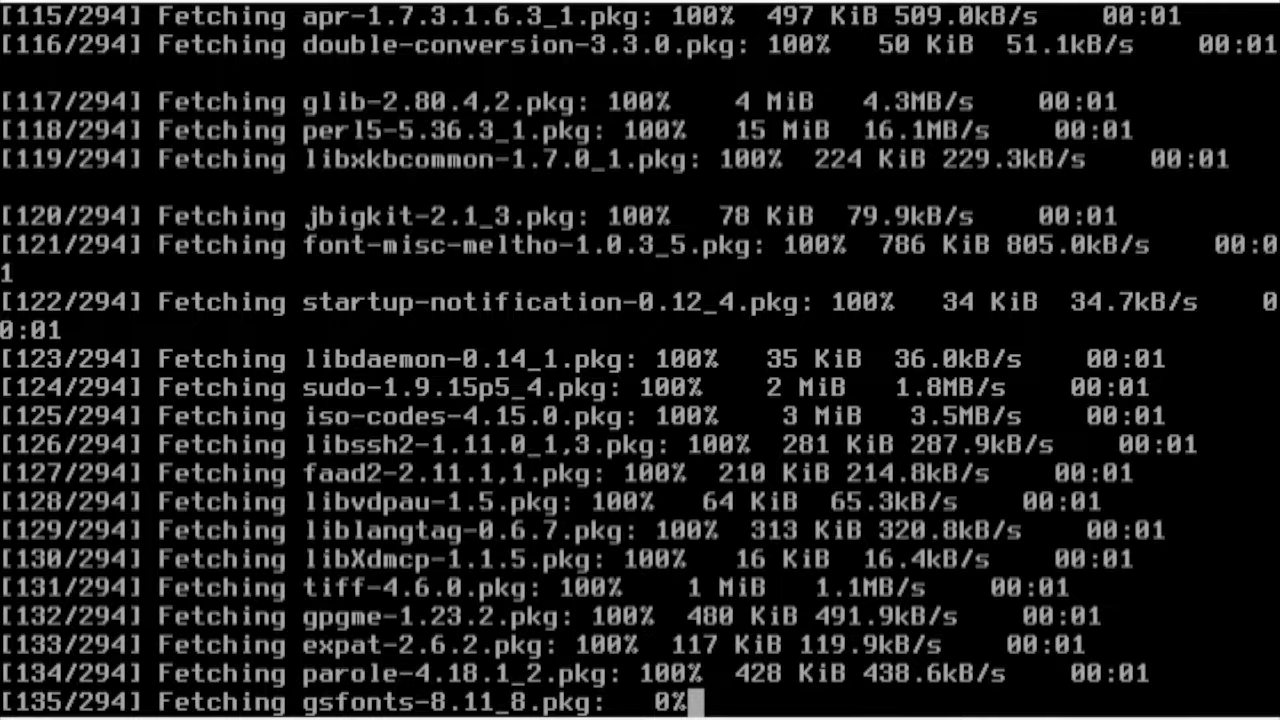 [115/294] Fetching apr-1.7.3.1.6.3_1.pkg: 100%  497 KiB 509.0kB/s    00:01
[116/294] Fetching double-conversion-3.3.0.pkg: 100%   50 KiB  51.1kB/s    00:01
[117/294] Fetching glib-2.80.4,2.pkg: 100%    4 MiB   4.3MB/s    00:01
[118/294] Fetching perl5-5.36.3_1.pkg: 100%   15 MiB  16.1MB/s    00:01
[119/294] Fetching libxkbcommon-1.7.0_1.pkg: 100%  224 KiB 229.3kB/s    00:01
[120/294] Fetching jbigkit-2.1_3.pkg: 100%   78 KiB  79.9kB/s    00:01
[121/294] Fetching font-misc-meltho-1.0.3_5.pkg: 100%  786 KiB 805.0kB/s    00:0
1
[122/294] Fetching startup-notification-0.12_4.pkg: 100%   34 KiB  34.7kB/s    0
0:01
[123/294] Fetching libdaemon-0.14_1.pkg: 100%   35 KiB  36.0kB/s    00:01
[124/294] Fetching sudo-1.9.15p5_4.pkg: 100%    2 MiB   1.8MB/s    00:01
[125/294] Fetching iso-codes-4.15.0.pkg: 100%    3 MiB   3.5MB/s    00:01
[126/294] Fetching libssh2-1.11.0_1,3.pkg: 100%  281 KiB 287.9kB/s    00:01
[127/294] Fetching faad2-2.11.1,1.pkg: 100%  210 KiB 214.8kB/s    00:01
[128/294] Fetching libvdpau-1.5.pkg: 100%   64 KiB  65.3kB/s    00:01
[129/294] Fetching liblangtag-0.6.7.pkg: 100%  313 KiB 320.8kB/s    00:01
[130/294] Fetching libXdmcp-1.1.5.pkg: 100%   16 KiB  16.4kB/s    00:01
[131/294] Fetching tiff-4.6.0.pkg: 100%    1 MiB   1.1MB/s    00:01
[132/294] Fetching gpgme-1.23.2.pkg: 100%  480 KiB 491.9kB/s    00:01
[133/294] Fetching expat-2.6.2.pkg: 100%  117 KiB 119.9kB/s    00:01
[134/294] Fetching parole-4.18.1_2.pkg: 100%  428 KiB 438.6kB/s    00:01
[135/294] Fetching gsfonts-8.11_8.pkg:   0%